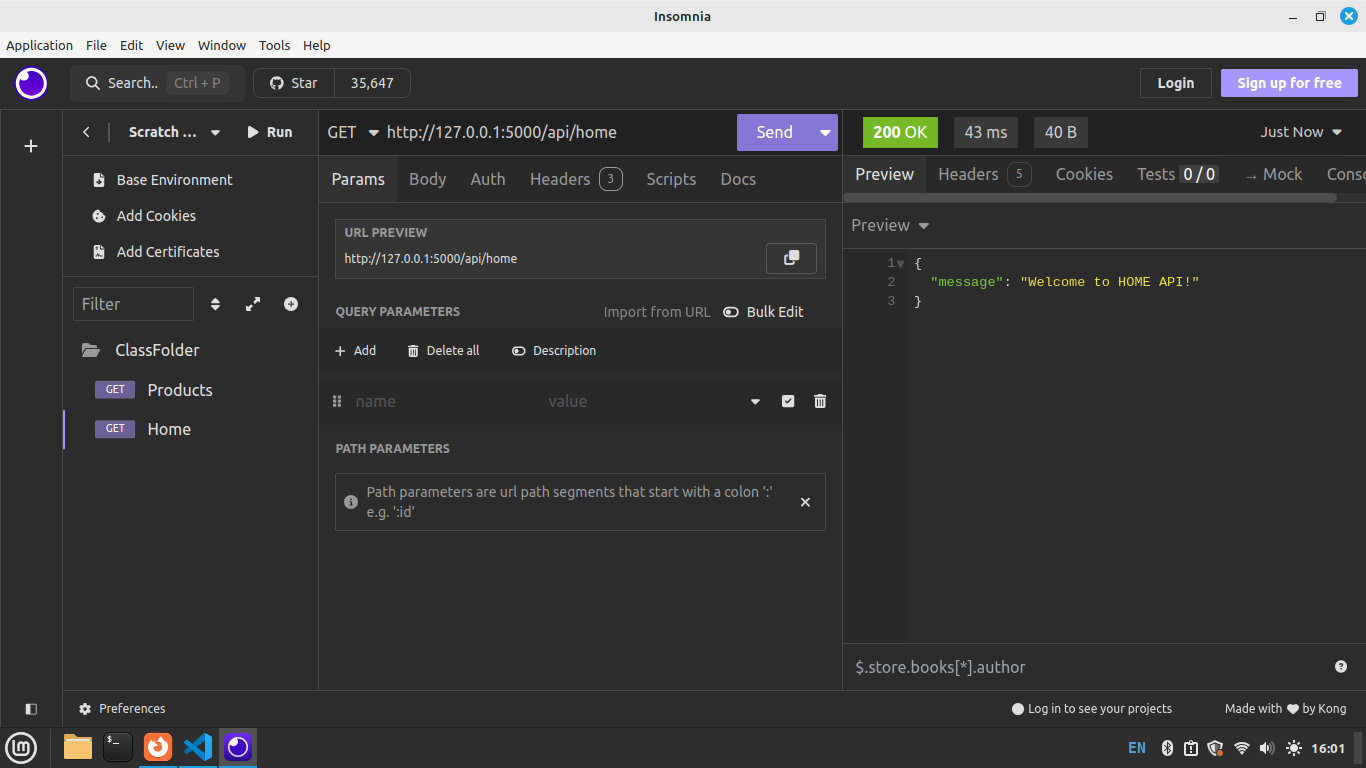 Insomnia
Application File Edit View Window Tools Help
Search.. Ctrl + P Star 35,647 Login Sign up for free
Scratch ... Run
GET http://127.0.0.1:5000/api/home Send
200 OK 43 ms 40 B Just Now
Base Environment
Add Cookies
Add Certificates
Filter
ClassFolder
GET Products
GET Home
Params Body Auth Headers 3 Scripts Docs
URL PREVIEW
http://127.0.0.1:5000/api/home
QUERY PARAMETERS Import from URL Bulk Edit
Add Delete all Description
name value
PATH PARAMETERS
Path parameters are url path segments that start with a colon ':'
e.g. ':id'
Preview Headers 5 Cookies Tests 0 / 0 → Mock Conso
Preview
1 {
2 "message": "Welcome to HOME API!"
3 }
$.store.books[*].author
Preferences Log in to see your projects Made with ♥ by Kong
EN 16:01